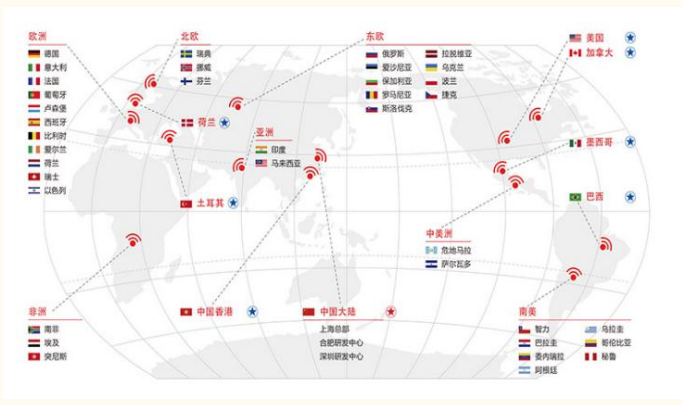 欧洲
德国
意大利
法国
葡萄牙
卢森堡
西班牙
比利时
爱尔兰
荷兰
瑞士
以色列
北欧
瑞典
挪威
芬兰
荷兰
土耳其
东欧
俄罗斯
拉脱维亚
爱沙尼亚
乌克兰
保加利亚
波兰
罗马尼亚
捷克
斯洛伐克
亚洲
印度
马来西亚
美国
加拿大
墨西哥
巴西
中美洲
危地马拉
萨尔瓦多
非洲
南非
埃及
突尼斯
中国香港
中国大陆
上海总部
合肥研发中心
深圳研发中心
南美
智力
乌拉圭
巴拉圭
哥伦比亚
委内瑞拉
秘鲁
阿根廷